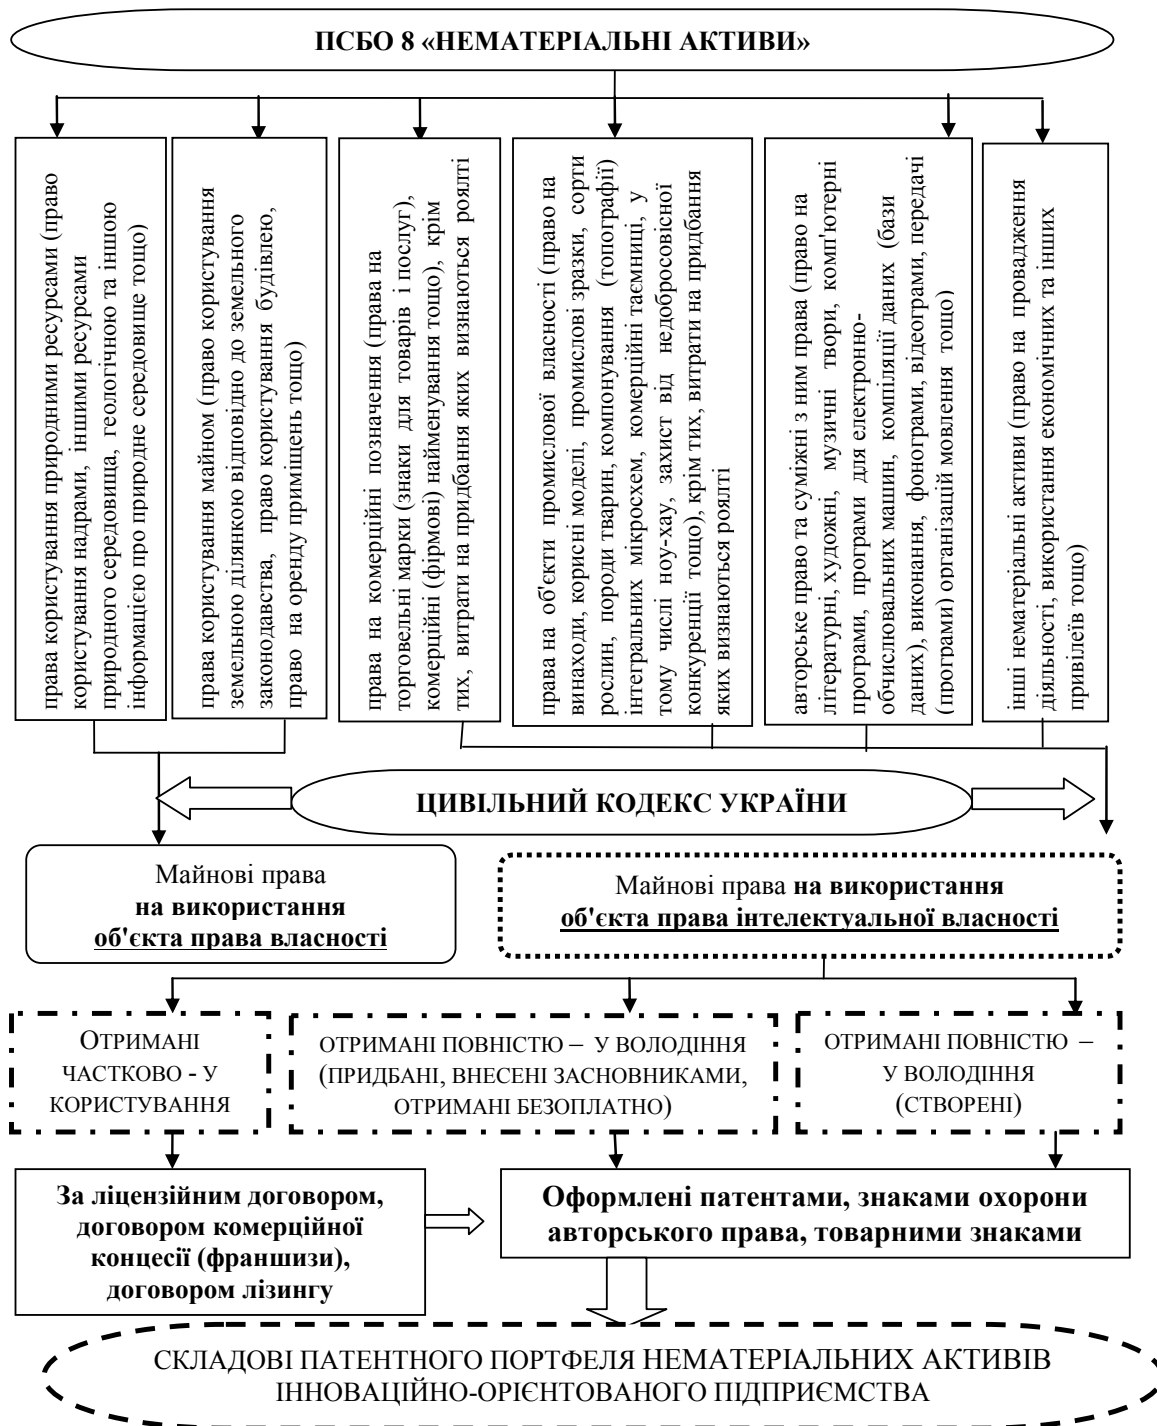 ПСБО 8 «НЕМАТЕРІАЛЬНІ АКТИВИ»
права користування природними ресурсами (право
користування надрами, іншими ресурсами
природного середовища, геологічною та іншою
інформацією про природне середовище тощо)
права користування майном (право користування
земельною ділянкою відповідно до земельного
законодавства, право користування будівлею,
право на оренду приміщень тощо)
права на комерційні позначення (права на
торговельні марки (знаки для товарів і послуг),
комерційні (фірмові) найменування тощо), крім
тих, витрати на придбання яких визнаються роялті
права на об'єкти промислової власності (право на
винаходи, корисні моделі, промислові зразки, сорти
рослин, породи тварин, компонування (топографії)
інтегральних мікросхем, комерційні таємниці, у
тому числі ноу-хау, захист від недобросовісної
конкуренції тощо), крім тих, витрати на придбання
яких визнаються роялті
авторське право та суміжні з ним права (право на
літературні, художні, музичні твори, комп'ютерні
програми, програми для електронно-
обчислювальних машин, компіляції даних (бази
даних), виконання, фонограми, відеограми, передачі
(програми) організацій мовлення тощо)
інші нематеріальні активи (право на провадження
діяльності, використання економічних та інших
привілеїв тощо)
ЦИВІЛЬНИЙ КОДЕКС УКРАЇНИ
Майнові права
на використання
об'єкта права власності
Майнові права на використання
об'єкта права інтелектуальної власності
ОТРИМАНІ
ЧАСТКОВО - У
КОРИСТУВАННЯ
ОТРИМАНІ ПОВНІСТЮ – У ВОЛОДІННЯ
(ПРИДБАНІ, ВНЕСЕНІ ЗАСНОВНИКАМИ,
ОТРИМАНІ БЕЗОПЛАТНО)
ОТРИМАНІ ПОВНІСТЮ –
У ВОЛОДІННЯ
(СТВОРЕНІ)
За ліцензійним договором,
договором комерційної
концесії (франшизи),
договором лізингу
Оформлені патентами, знаками охорони
авторського права, товарними знаками
СКЛАДОВІ ПАТЕНТНОГО ПОРТФЕЛЯ НЕМАТЕРІАЛЬНИХ АКТИВІВ
ІННОВАЦІЙНО-ОРІЄНТОВАНОГО ПІДПРИЄМСТВА